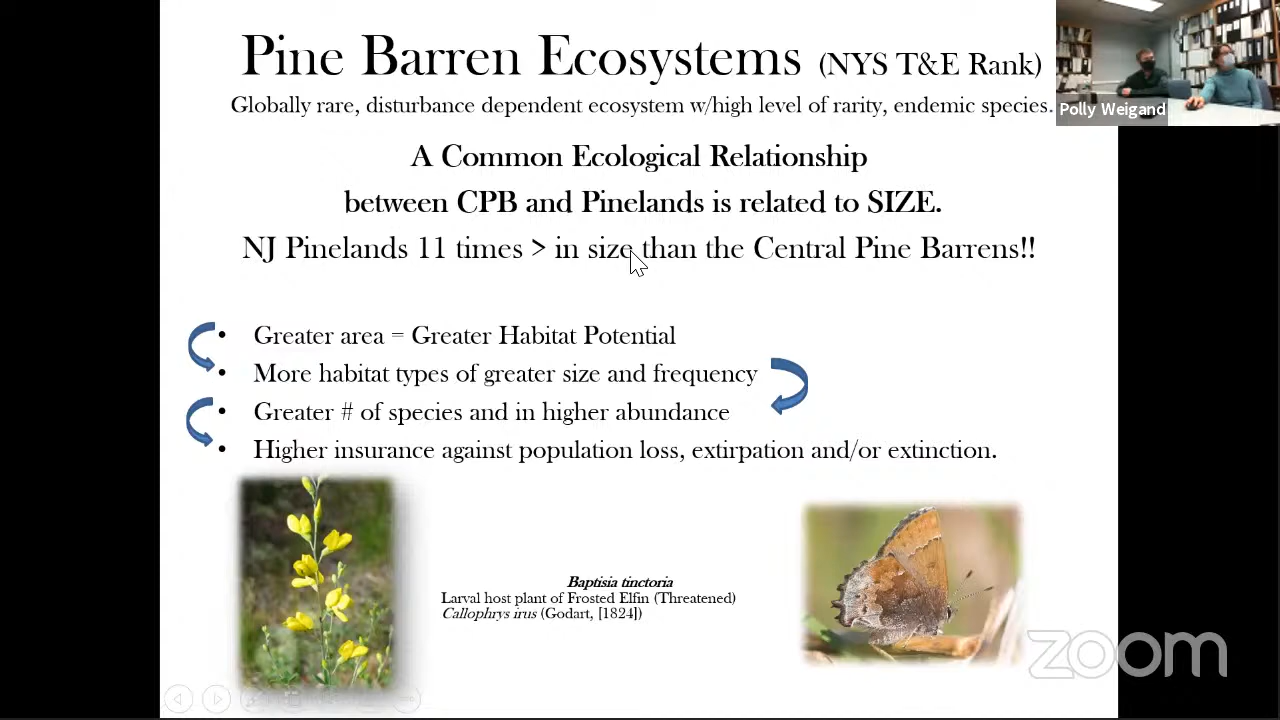 Pine Barren Ecosystems (NYS T&E Rank)
Globally rare, disturbance dependent ecosystem w/high level of rarity, endemic species.
Polly Weigand
A Common Ecological Relationship
between CPB and Pinelands is related to SIZE.
NJ Pinelands 11 times > in size than the Central Pine Barrens!!
• Greater area = Greater Habitat Potential
• More habitat types of greater size and frequency
• Greater # of species and in higher abundance
• Higher insurance against population loss, extirpation and/or extinction.
Baptisia tinctoria
Larval host plant of Frosted Elfin (Threatened)
Callophrys irus (Godart, [1824])
zoom